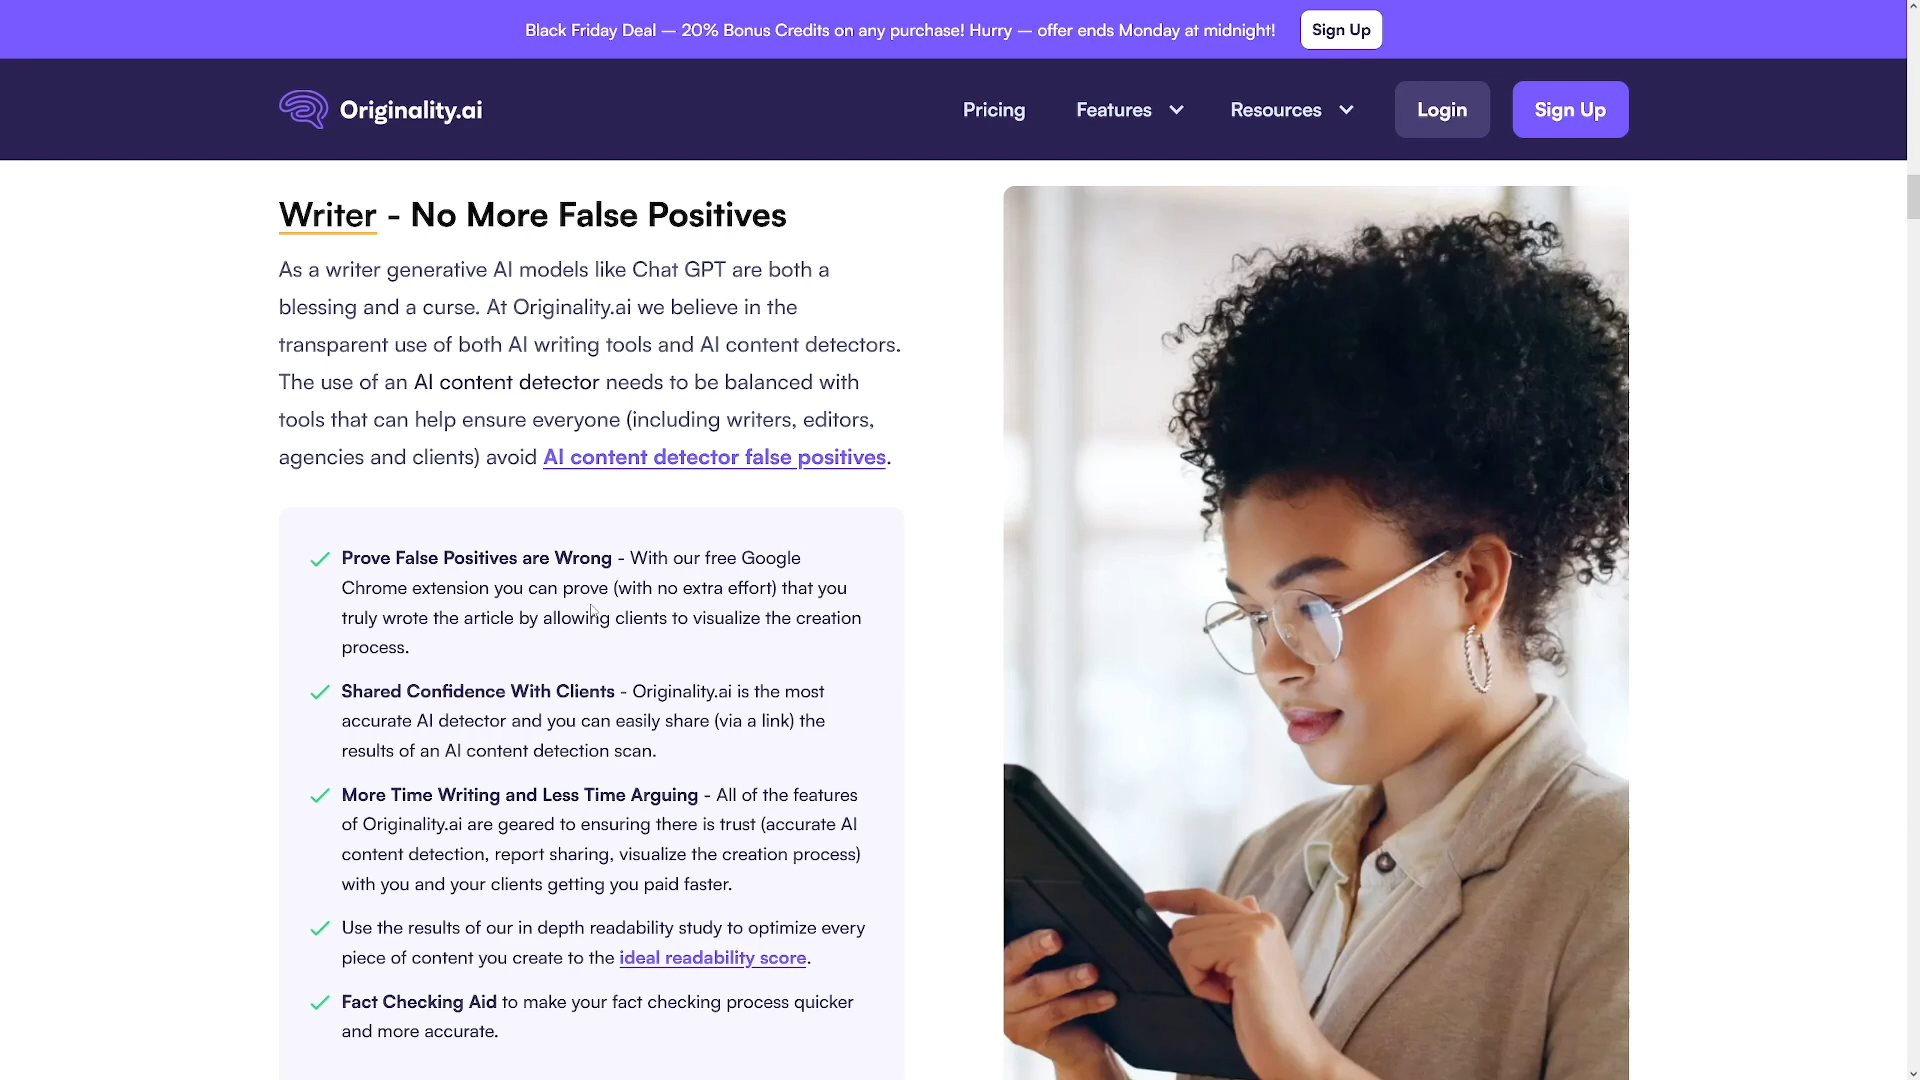 Black Friday Deal — 20% Bonus Credits on any purchase! Hurry — offer ends Monday at midnight!
Sign Up
Originality.ai
Pricing
Features
Resources
Login
Sign Up
Writer - No More False Positives
As a writer generative AI models like Chat GPT are both a
blessing and a curse. At Originality.ai we believe in the
transparent use of both AI writing tools and AI content detectors.
The use of an AI content detector needs to be balanced with
tools that can help ensure everyone (including writers, editors,
agencies and clients) avoid AI content detector false positives.
Prove False Positives are Wrong - With our free Google
Chrome extension you can prove (with no extra effort) that you
truly wrote the article by allowing clients to visualize the creation
process.
Shared Confidence With Clients - Originality.ai is the most
accurate AI detector and you can easily share (via a link) the
results of an AI content detection scan.
More Time Writing and Less Time Arguing - All of the features
of Originality.ai are geared to ensuring there is trust (accurate AI
content detection, report sharing, visualize the creation process)
with you and your clients getting you paid faster.
Use the results of our in depth readability study to optimize every
piece of content you create to the ideal readability score.
Fact Checking Aid to make your fact checking process quicker
and more accurate.